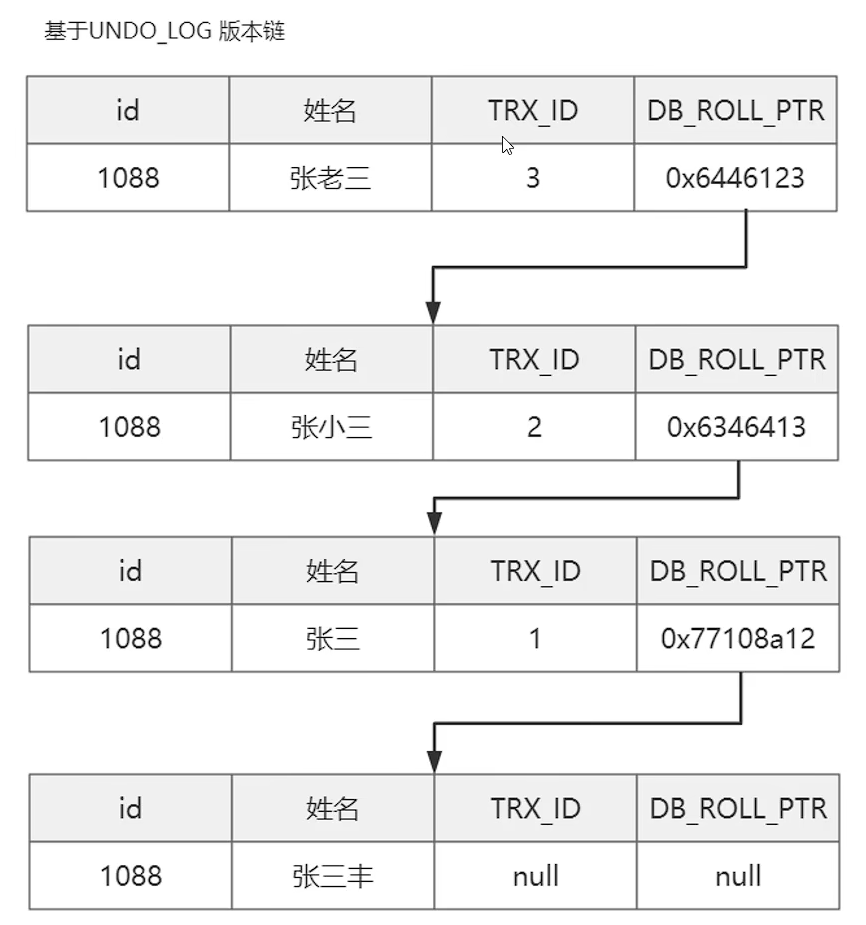 基于UNDO_LOG 版本链
id 姓名 TRX_ID DB_ROLL_PTR
1088 张老三 3 0x6446123
id 姓名 TRX_ID DB_ROLL_PTR
1088 张小三 2 0x6346413
id 姓名 TRX_ID DB_ROLL_PTR
1088 张三 1 0x77108a12
id 姓名 TRX_ID DB_ROLL_PTR
1088 张三丰 null null